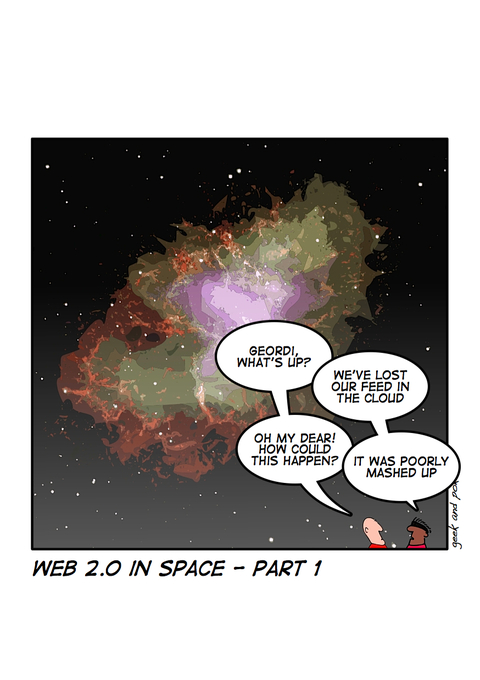 GEORDI,
WHAT'S UP?
WE'VE LOST
OUR FEED IN
THE CLOUD
OH MY DEAR!
HOW COULD
THIS HAPPEN?
IT WAS POORLY
MASHED UP
geek and
WEB 2.0 IN SPACE - PART 1